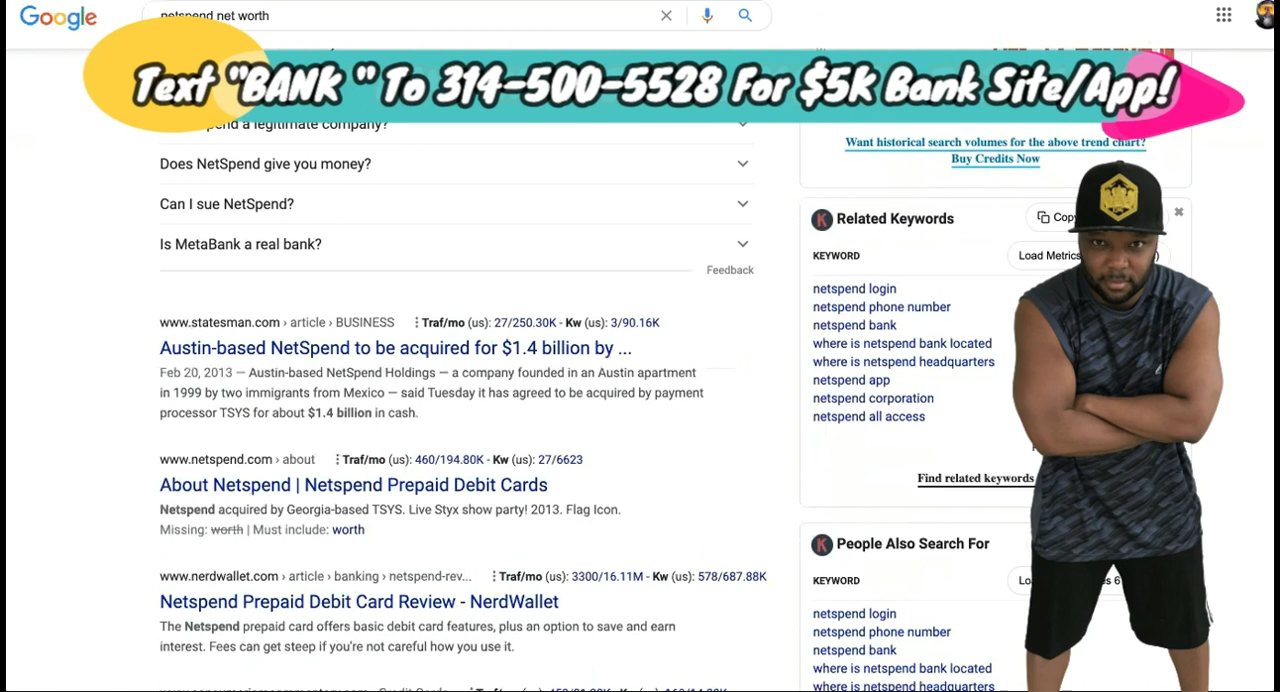 Google
netspend net worth
Text "BANK " To 314-500-5528 For $5K Bank Site/App!
a legitimate company?
Does NetSpend give you money?
Can I sue NetSpend?
Is MetaBank a real bank?
Feedback
www.statesman.com › article › BUSINESS Traf/mo (us): 27/250.30K - Kw (us): 3/90.16K
Austin-based NetSpend to be acquired for $1.4 billion by ...
Feb 20, 2013 — Austin-based NetSpend Holdings — a company founded in an Austin apartment
in 1999 by two immigrants from Mexico — said Tuesday it has agreed to be acquired by payment
processor TSYS for about $1.4 billion in cash.
www.netspend.com › about Traf/mo (us): 460/194.80K - Kw (us): 27/6623
About Netspend | Netspend Prepaid Debit Cards
Netspend acquired by Georgia-based TSYS. Live Styx show party! 2013. Flag Icon.
Missing: worth | Must include: worth
www.nerdwallet.com › article › banking › netspend-rev... Traf/mo (us): 3300/16.11M - Kw (us): 578/687.88K
Netspend Prepaid Debit Card Review - NerdWallet
The Netspend prepaid card offers basic debit card features, plus an option to save and earn
interest. Fees can get steep if you're not careful how you use it.
Want historical search volumes for the above trend chart?
Buy Credits Now
K Related Keywords
Copy
KEYWORD
Load Metrics
netspend login
netspend phone number
netspend bank
where is netspend bank located
where is netspend headquarters
netspend app
netspend corporation
netspend all access
Find related keywords
K People Also Search For
KEYWORD
netspend login
netspend phone number
netspend bank
where is netspend bank located
where is netspend headquarters